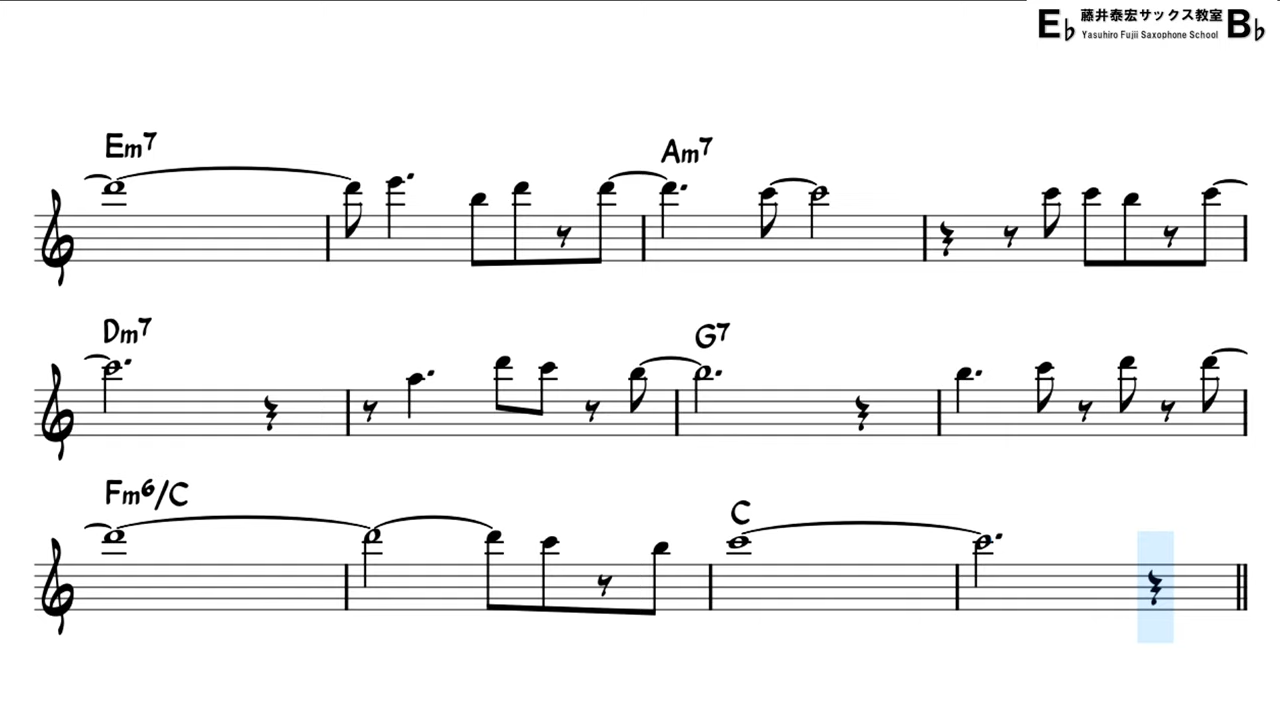 E♭ 藤井泰宏サックス教室 B♭
Yasuhiro Fujii Saxophone School
Em7 Am7
Dm7 G7
Fm6/C C